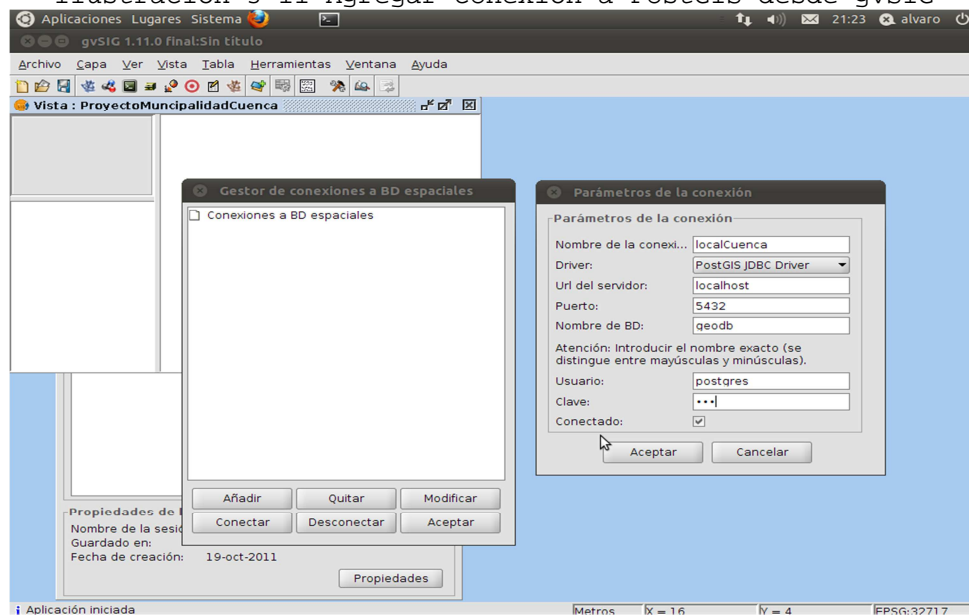 Ilustración 5-11 Agregar conexión a PostGIS desde gvSIG
Aplicaciones Lugares Sistema 21:23 alvaro
gvSIG 1.11.0 final:Sin título
Archivo Capa Ver Vista Tabla Herramientas Ventana Ayuda
Vista : ProyectoMuncipalidadCuenca
Gestor de conexiones a BD espaciales
Conexiones a BD espaciales
Añadir Quitar Modificar
Conectar Desconectar Aceptar
Parámetros de la conexión
Parámetros de la conexión
Nombre de la conexi... localCuenca
Driver: PostGIS JDBC Driver
Url del servidor: localhost
Puerto: 5432
Nombre de BD: geodb
Atención: Introducir el nombre exacto (se
distingue entre mayúsculas y minúsculas).
Usuario: postgres
Clave: •••
Conectado:
Aceptar Cancelar
Propiedades de l
Nombre de la sesió
Guardado en:
Fecha de creación: 19-oct-2011
Propiedades
Aplicación iniciada Metros X = 16 Y = 4 EPSG:32717